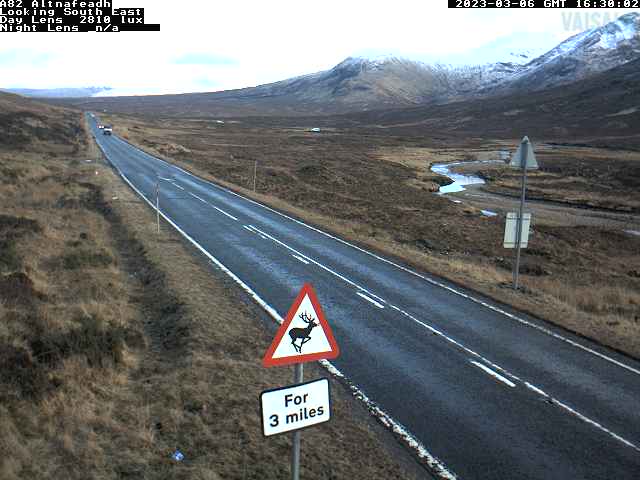 A82 Altnafeadh
Looking South East
Day Lens 2810 lux
Night Lens n/a
2023-03-06 GMT 16:30:02
VAISALA
For
3 miles